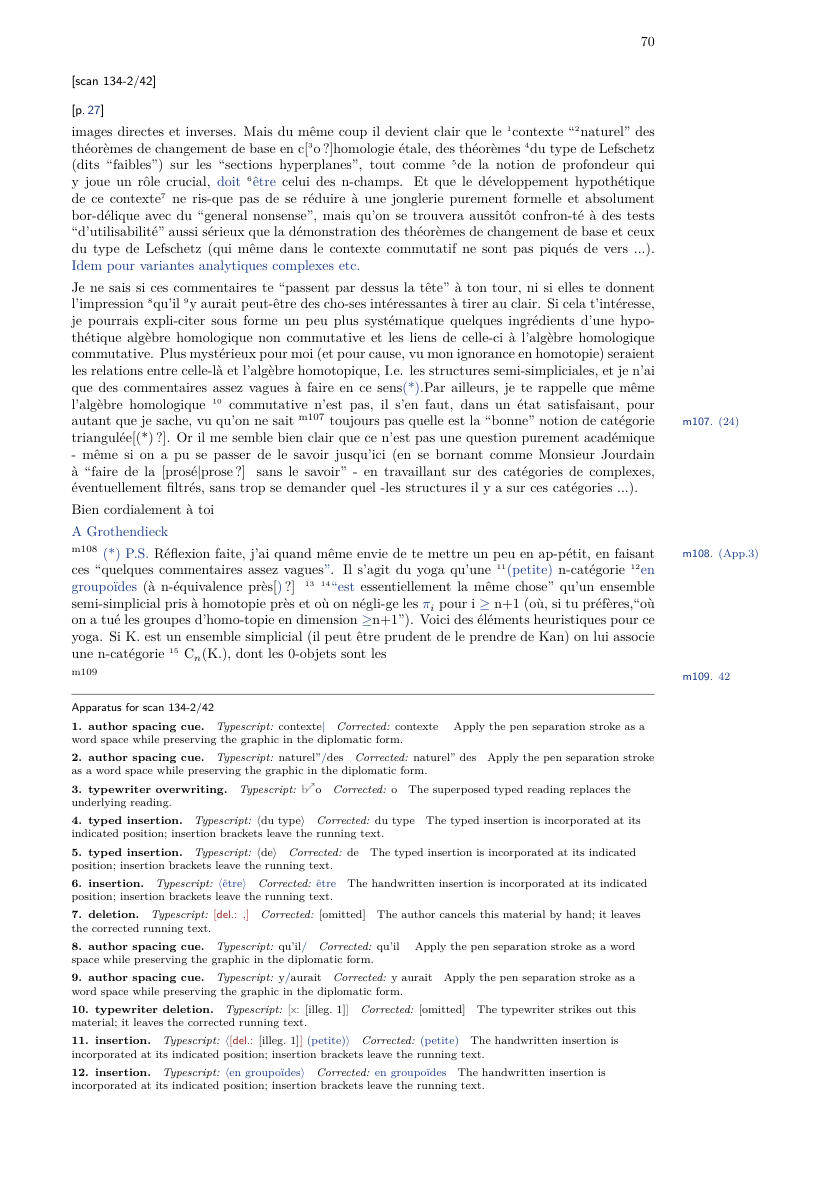 70
[scan 134-2/42]
[p. 27]
images directes et inverses. Mais du même coup il devient clair que le ¹contexte “²naturel” des
théorèmes de changement de base en c[³o ?]homologie étale, des théorèmes ⁴du type de Lefschetz
(dits “faibles”) sur les “sections hyperplanes”, tout comme ⁵de la notion de profondeur qui
y joue un rôle crucial, doit ⁶être celui des n-champs. Et que le développement hypothétique
de ce contexte⁷ ne ris-que pas de se réduire à une jonglerie purement formelle et absolument
bor-délique avec du “general nonsense”, mais qu’on se trouvera aussitôt confron-té à des tests
“d’utilisabilité” aussi sérieux que la démonstration des théorèmes de changement de base et ceux
du type de Lefschetz (qui même dans le contexte commutatif ne sont pas piqués de vers ...).
Idem pour variantes analytiques complexes etc.
Je ne sais si ces commentaires te “passent par dessus la tête” à ton tour, ni si elles te donnent
l’impression ⁸qu’il ⁹y aurait peut-être des cho-ses intéressantes à tirer au clair. Si cela t’intéresse,
je pourrais expli-citer sous forme un peu plus systématique quelques ingrédients d’une hypo-
thétique algèbre homologique non commutative et les liens de celle-ci à l’algèbre homologique
commutative. Plus mystérieux pour moi (et pour cause, vu mon ignorance en homotopie) seraient
les relations entre celle-là et l’algèbre homotopique, I.e. les structures semi-simpliciales, et je n’ai
que des commentaires assez vagues à faire en ce sens(*).Par ailleurs, je te rappelle que même
l’algèbre homologique ¹⁰ commutative n’est pas, il s’en faut, dans un état satisfaisant, pour
autant que je sache, vu qu’on ne sait m107 toujours pas quelle est la “bonne” notion de catégorie
m107. (24)
triangulée[(*) ?]. Or il me semble bien clair que ce n’est pas une question purement académique
- même si on a pu se passer de le savoir jusqu’ici (en se bornant comme Monsieur Jourdain
à “faire de la [prosé|prose ?] sans le savoir” - en travaillant sur des catégories de complexes,
éventuellement filtrés, sans trop se demander quel -les structures il y a sur ces catégories ...).
Bien cordialement à toi
A Grothendieck
m108 (*) P.S. Réflexion faite, j’ai quand même envie de te mettre un peu en ap-pétit, en faisant
m108. (App.3)
ces “quelques commentaires assez vagues”. Il s’agit du yoga qu’une ¹¹(petite) n-catégorie ¹²en
groupoïdes (à n-équivalence près[) ?] ¹³ ¹⁴“est essentiellement la même chose” qu’un ensemble
semi-simplicial pris à homotopie près et où on négli-ge les πᵢ pour i ≥ n+1 (où, si tu préfères,“où
on a tué les groupes d’homo-topie en dimension ≥n+1”). Voici des éléments heuristiques pour ce
yoga. Si K. est un ensemble simplicial (il peut être prudent de le prendre de Kan) on lui associe
une n-catégorie ¹⁵ Cₙ(K.), dont les 0-objets sont les
m109
m109. 42
Apparatus for scan 134-2/42
1. author spacing cue. Typescript: contexte| Corrected: contexte Apply the pen separation stroke as a
word space while preserving the graphic in the diplomatic form.
2. author spacing cue. Typescript: naturel”/des Corrected: naturel” des Apply the pen separation stroke
as a word space while preserving the graphic in the diplomatic form.
3. typewriter overwriting. Typescript: b↗o Corrected: o The superposed typed reading replaces the
underlying reading.
4. typed insertion. Typescript: ⟨du type⟩ Corrected: du type The typed insertion is incorporated at its
indicated position; insertion brackets leave the running text.
5. typed insertion. Typescript: ⟨de⟩ Corrected: de The typed insertion is incorporated at its indicated
position; insertion brackets leave the running text.
6. insertion. Typescript: ⟨être⟩ Corrected: être The handwritten insertion is incorporated at its indicated
position; insertion brackets leave the running text.
7. deletion. Typescript: [del.: ,] Corrected: [omitted] The author cancels this material by hand; it leaves
the corrected running text.
8. author spacing cue. Typescript: qu’il/ Corrected: qu’il Apply the pen separation stroke as a word
space while preserving the graphic in the diplomatic form.
9. author spacing cue. Typescript: y/aurait Corrected: y aurait Apply the pen separation stroke as a
word space while preserving the graphic in the diplomatic form.
10. typewriter deletion. Typescript: [x: [illeg. 1]] Corrected: [omitted] The typewriter strikes out this
material; it leaves the corrected running text.
11. insertion. Typescript: ⟨[del.: [illeg. 1]] (petite)⟩ Corrected: (petite) The handwritten insertion is
incorporated at its indicated position; insertion brackets leave the running text.
12. insertion. Typescript: ⟨en groupoïdes⟩ Corrected: en groupoïdes The handwritten insertion is
incorporated at its indicated position; insertion brackets leave the running text.